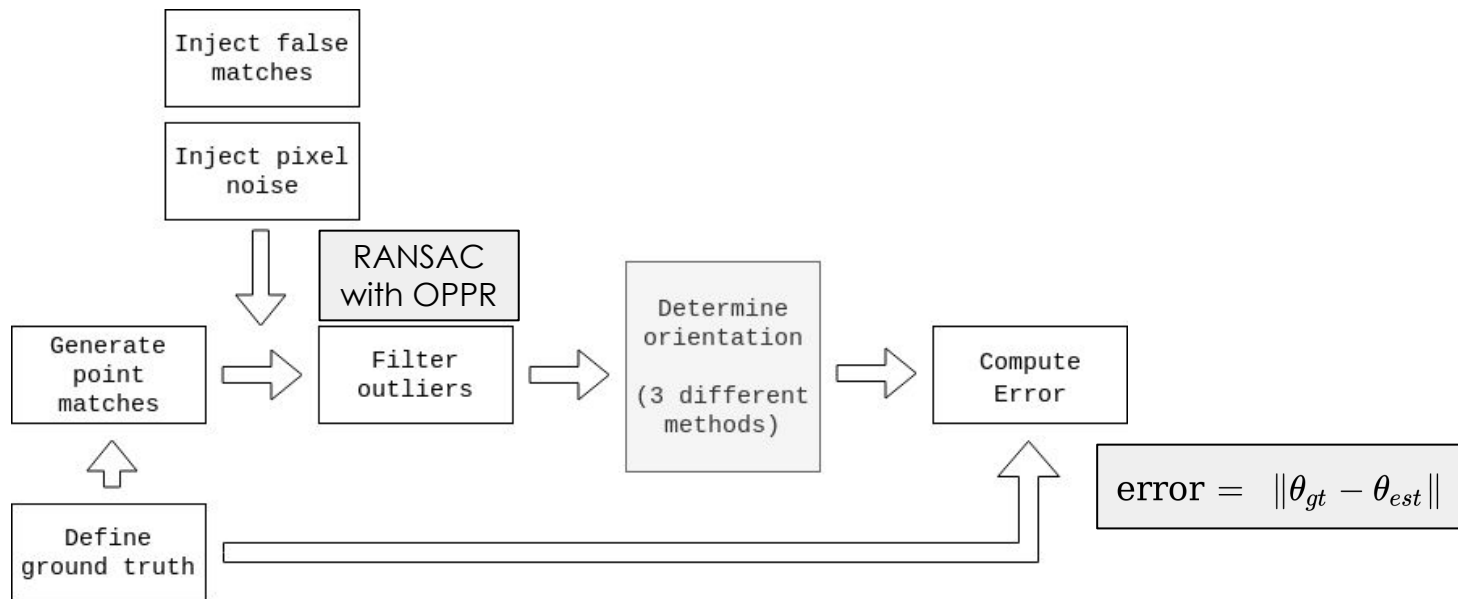 Inject false
matches
Inject pixel
noise
RANSAC
with OPPR
Generate
point
matches
Filter
outliers
Determine
orientation
(3 different
methods)
Compute
Error
Define
ground truth
error = ‖θ_gt − θ_est‖